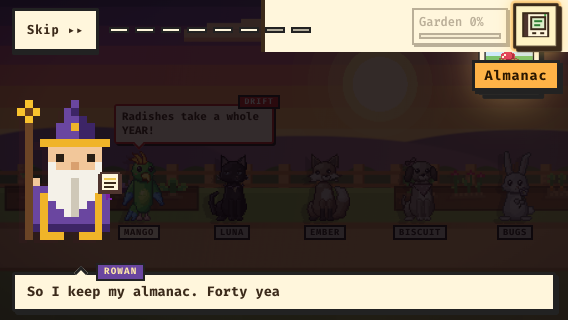 Skip ▸▸
Garden 0%
Almanac
DRIFT
Radishes take a whole
YEAR!
MANGO
LUNA
EMBER
BISCUIT
BUGS
ROWAN
So I keep my almanac. Forty yea